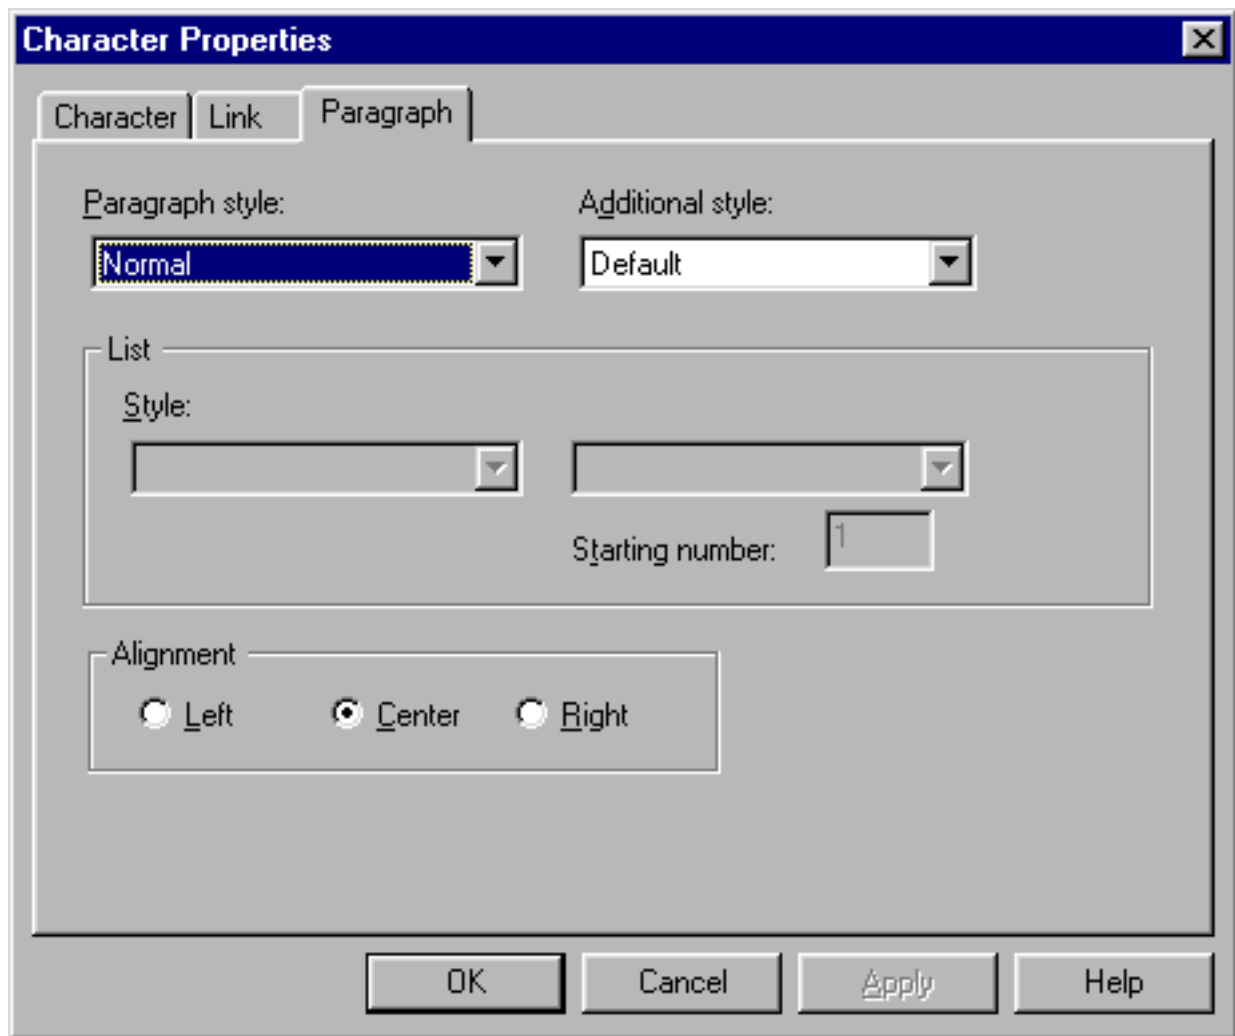 Character Properties
Character Link Paragraph
Paragraph style: Additional style:
Normal Default
List
Style:
Starting number: 1
Alignment
Left Center Right
OK Cancel Apply Help